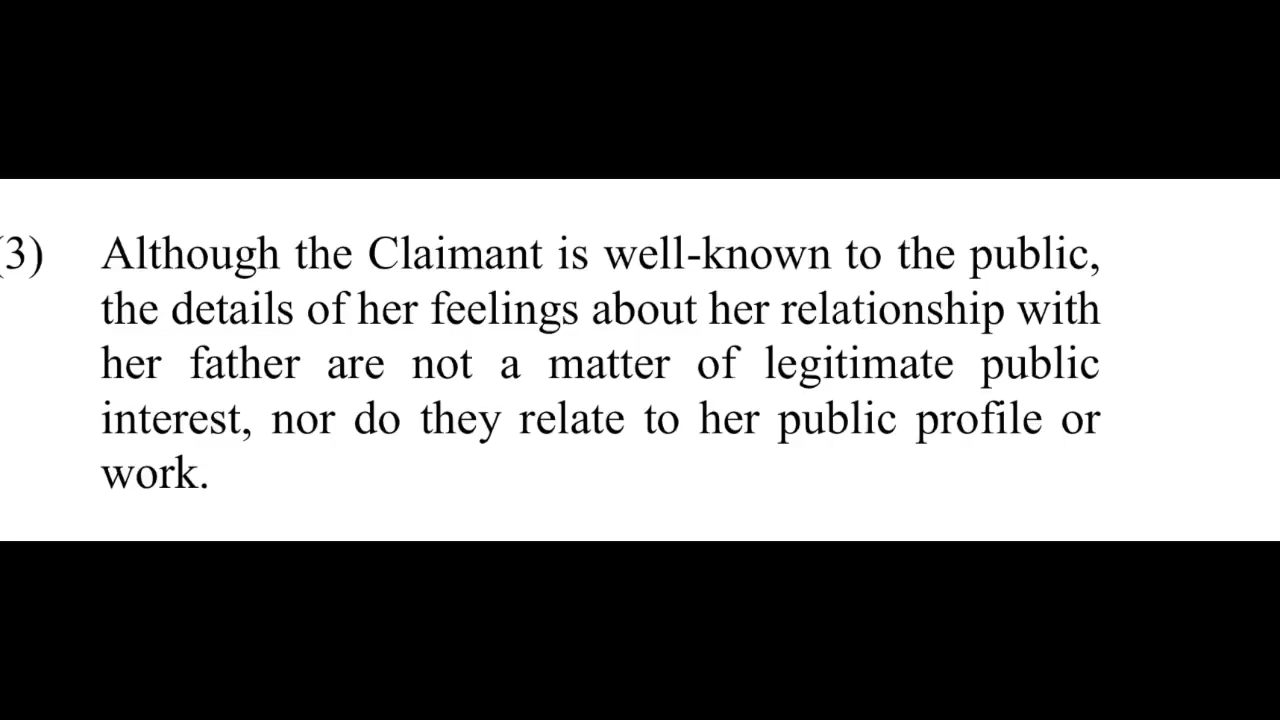 (3) Although the Claimant is well-known to the public,
the details of her feelings about her relationship with
her father are not a matter of legitimate public
interest, nor do they relate to her public profile or
work.